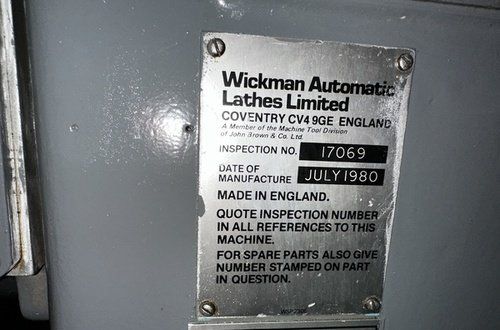 Wickman Automatic
Lathes Limited
COVENTRY CV4 9GE ENGLAND
A Member of the Machine Tool Division
of John Brown & Co. Ltd.
INSPECTION NO. 17069
DATE OF
MANUFACTURE JULY 1980
MADE IN ENGLAND.
QUOTE INSPECTION NUMBER
IN ALL REFERENCES TO THIS
MACHINE.
FOR SPARE PARTS ALSO GIVE
NUMBER STAMPED ON PART
IN QUESTION.